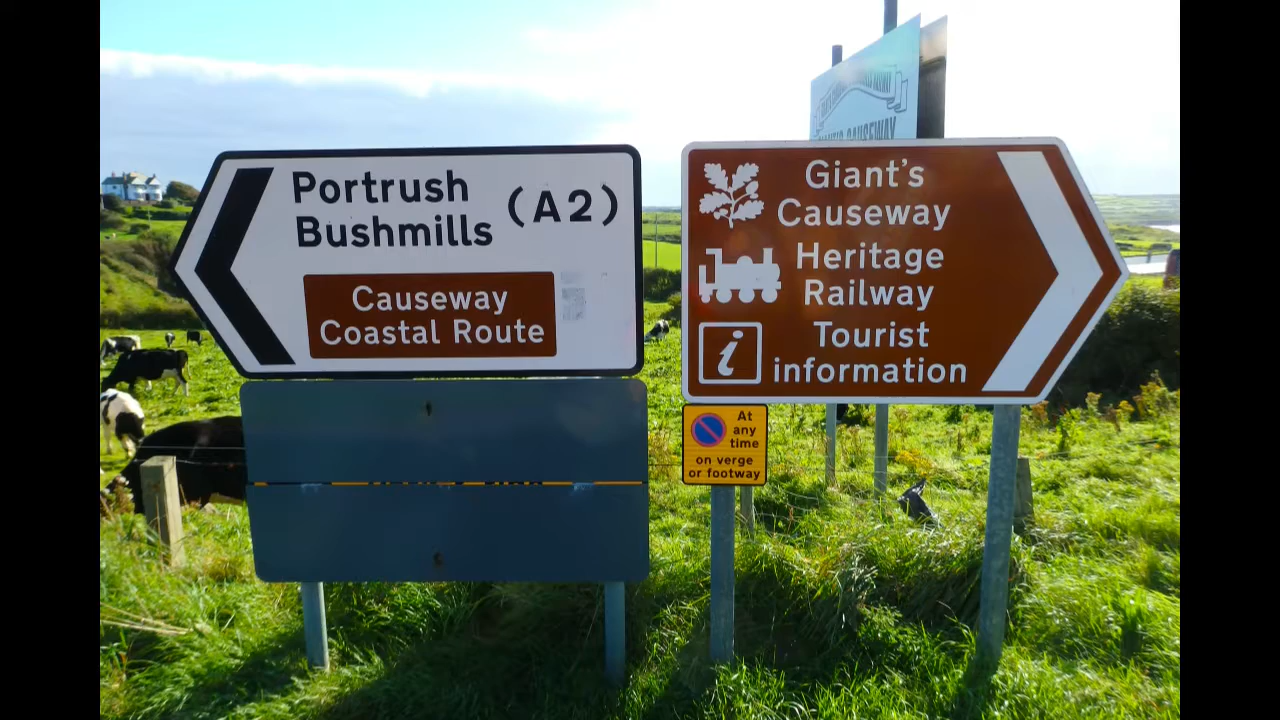 Portrush
Bushmills
(A2)
Causeway
Coastal Route
CAUSEWAY
Giant's
Causeway
Heritage
Railway
i Tourist
information
At
any
time
on verge
or footway